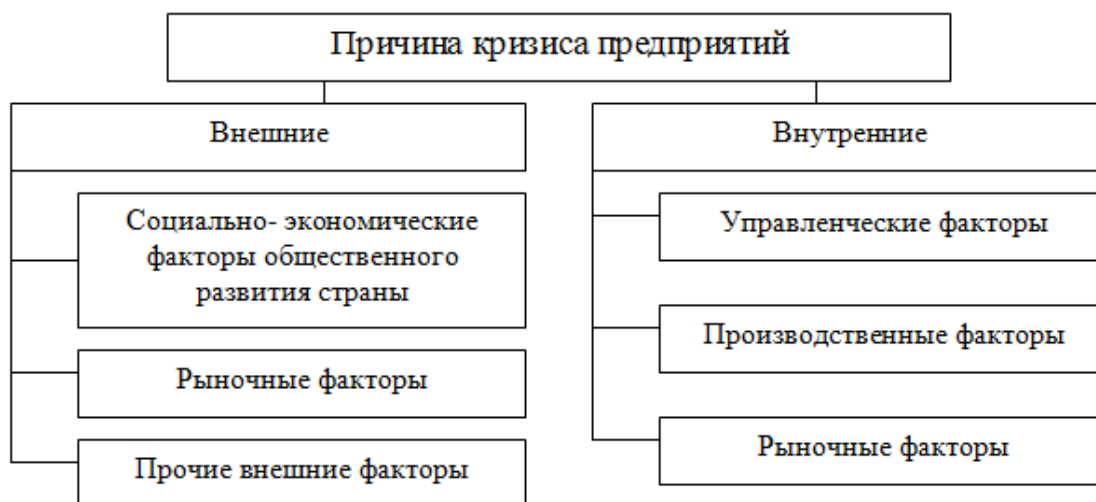 Причина кризиса предприятий
Внешние
Социально- экономические
факторы общественного
развития страны
Рыночные факторы
Прочие внешние факторы
Внутренние
Управленческие факторы
Производственные факторы
Рыночные факторы